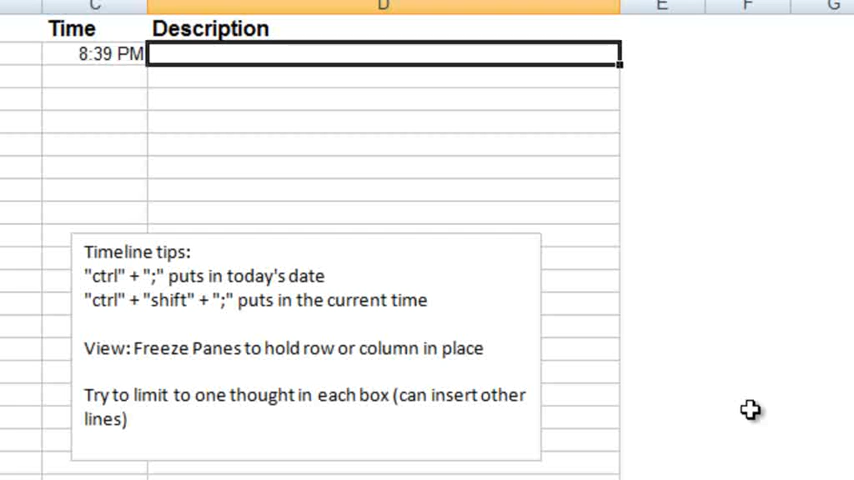 C D E F G
Time Description
8:39 PM
Timeline tips:
"ctrl" + ";" puts in today's date
"ctrl" + "shift" + ";" puts in the current time
View: Freeze Panes to hold row or column in place
Try to limit to one thought in each box (can insert other
lines)